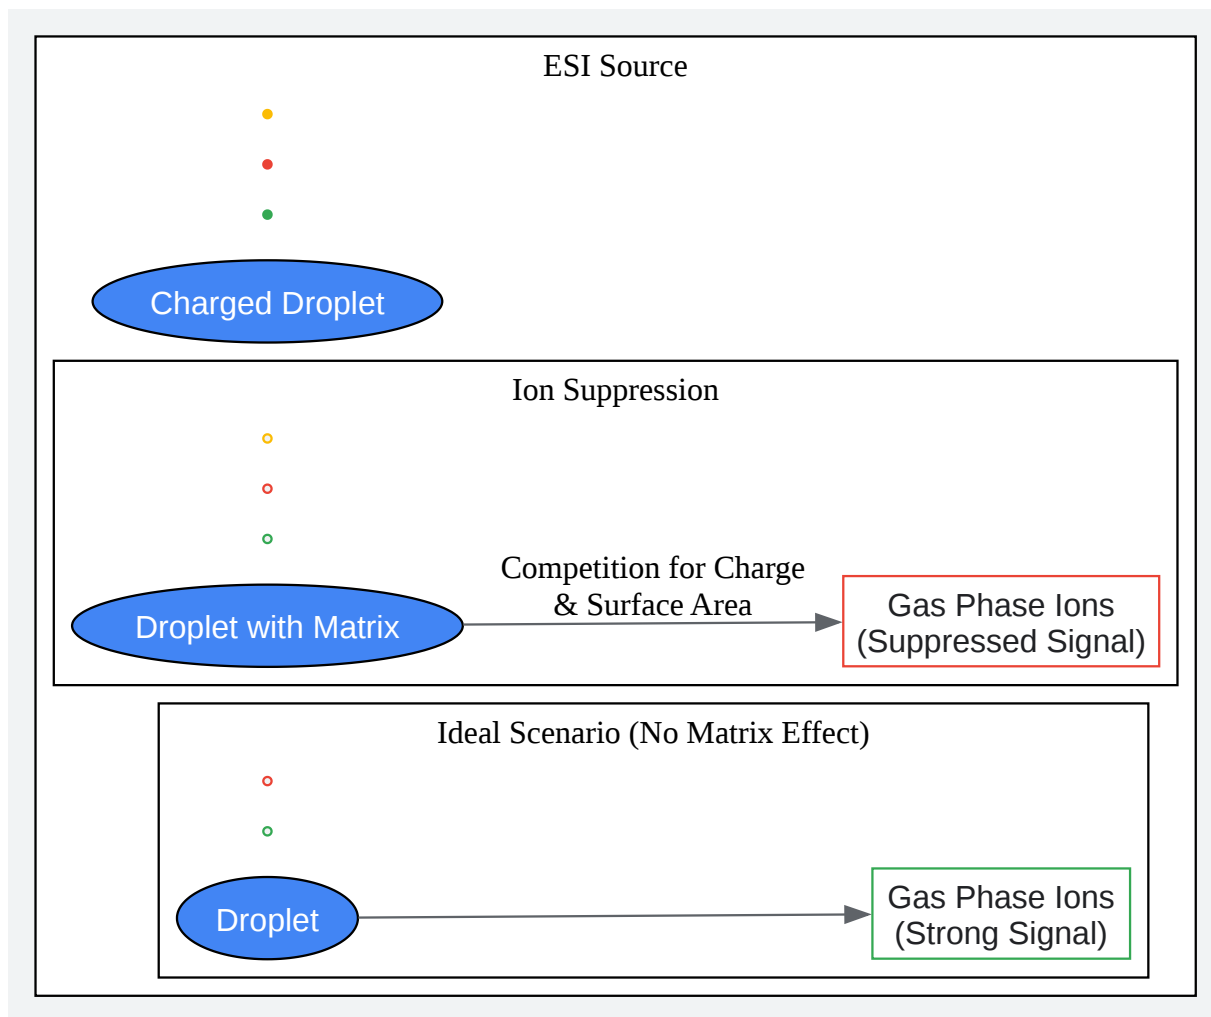 ESI Source
Charged Droplet
Ion Suppression
Competition for Charge
& Surface Area
Droplet with Matrix
Gas Phase Ions
(Suppressed Signal)
Ideal Scenario (No Matrix Effect)
Droplet
Gas Phase Ions
(Strong Signal)